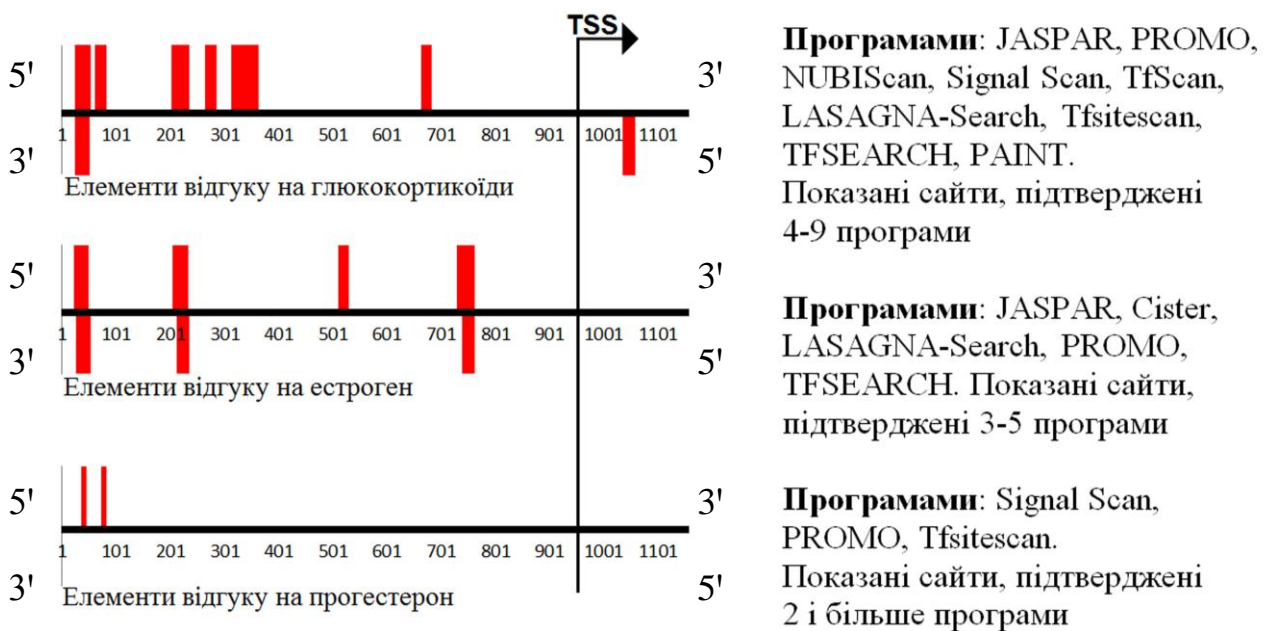 TSS
5' 3'
1 101 201 301 401 501 601 701 801 901 1001 1101
3' 5'
Елементи відгуку на глюкокортикоїди
Програмами: JASPAR, PROMO,
NUBIScan, Signal Scan, TfScan,
LASAGNA-Search, Tfsitescan,
TFSEARCH, PAINT.
Показані сайти, підтверджені
4-9 програми
5' 3'
1 101 201 301 401 501 601 701 801 901 1001 1101
3' 5'
Елементи відгуку на естроген
Програмами: JASPAR, Cister,
LASAGNA-Search, PROMO,
TFSEARCH. Показані сайти,
підтверджені 3-5 програми
5' 3'
1 101 201 301 401 501 601 701 801 901 1001 1101
3' 5'
Елементи відгуку на прогестерон
Програмами: Signal Scan,
PROMO, Tfsitescan.
Показані сайти, підтверджені
2 і більше програми